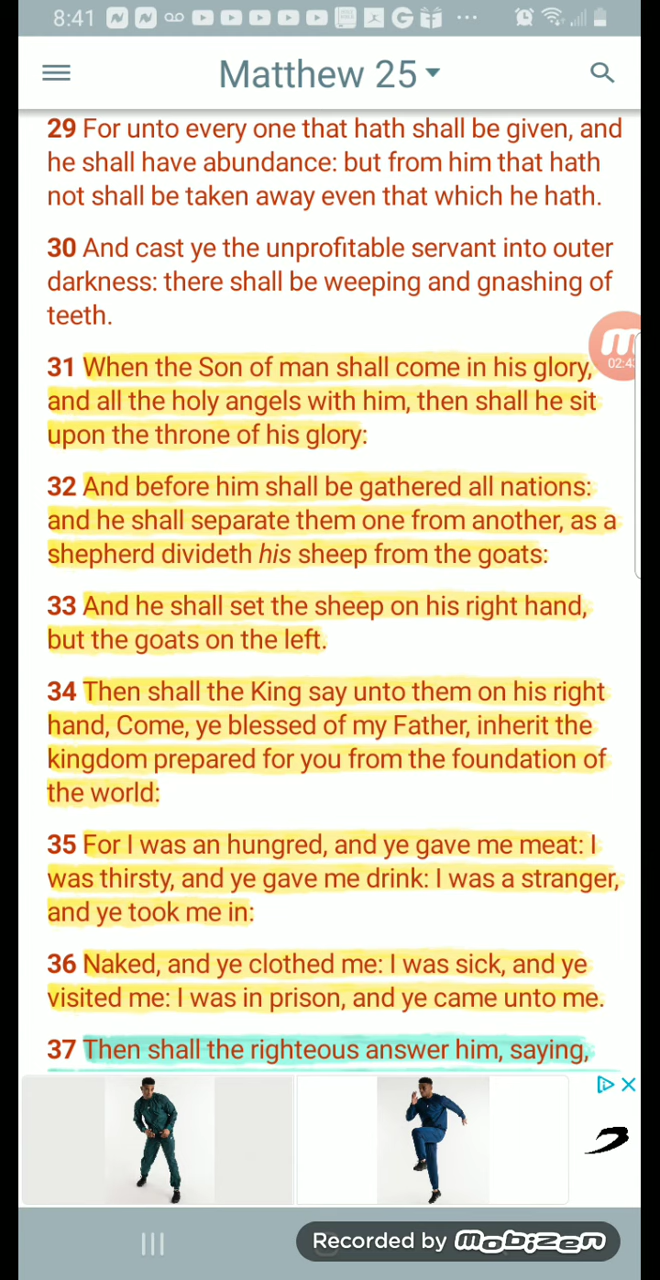 8:41
Matthew 25
29 For unto every one that hath shall be given, and
he shall have abundance: but from him that hath
not shall be taken away even that which he hath.
30 And cast ye the unprofitable servant into outer
darkness: there shall be weeping and gnashing of
teeth.
31 When the Son of man shall come in his glory,
and all the holy angels with him, then shall he sit
upon the throne of his glory:
32 And before him shall be gathered all nations:
and he shall separate them one from another, as a
shepherd divideth his sheep from the goats:
33 And he shall set the sheep on his right hand,
but the goats on the left.
34 Then shall the King say unto them on his right
hand, Come, ye blessed of my Father, inherit the
kingdom prepared for you from the foundation of
the world:
35 For I was an hungred, and ye gave me meat: I
was thirsty, and ye gave me drink: I was a stranger,
and ye took me in:
36 Naked, and ye clothed me: I was sick, and ye
visited me: I was in prison, and ye came unto me.
37 Then shall the righteous answer him, saying,
Recorded by mobizen